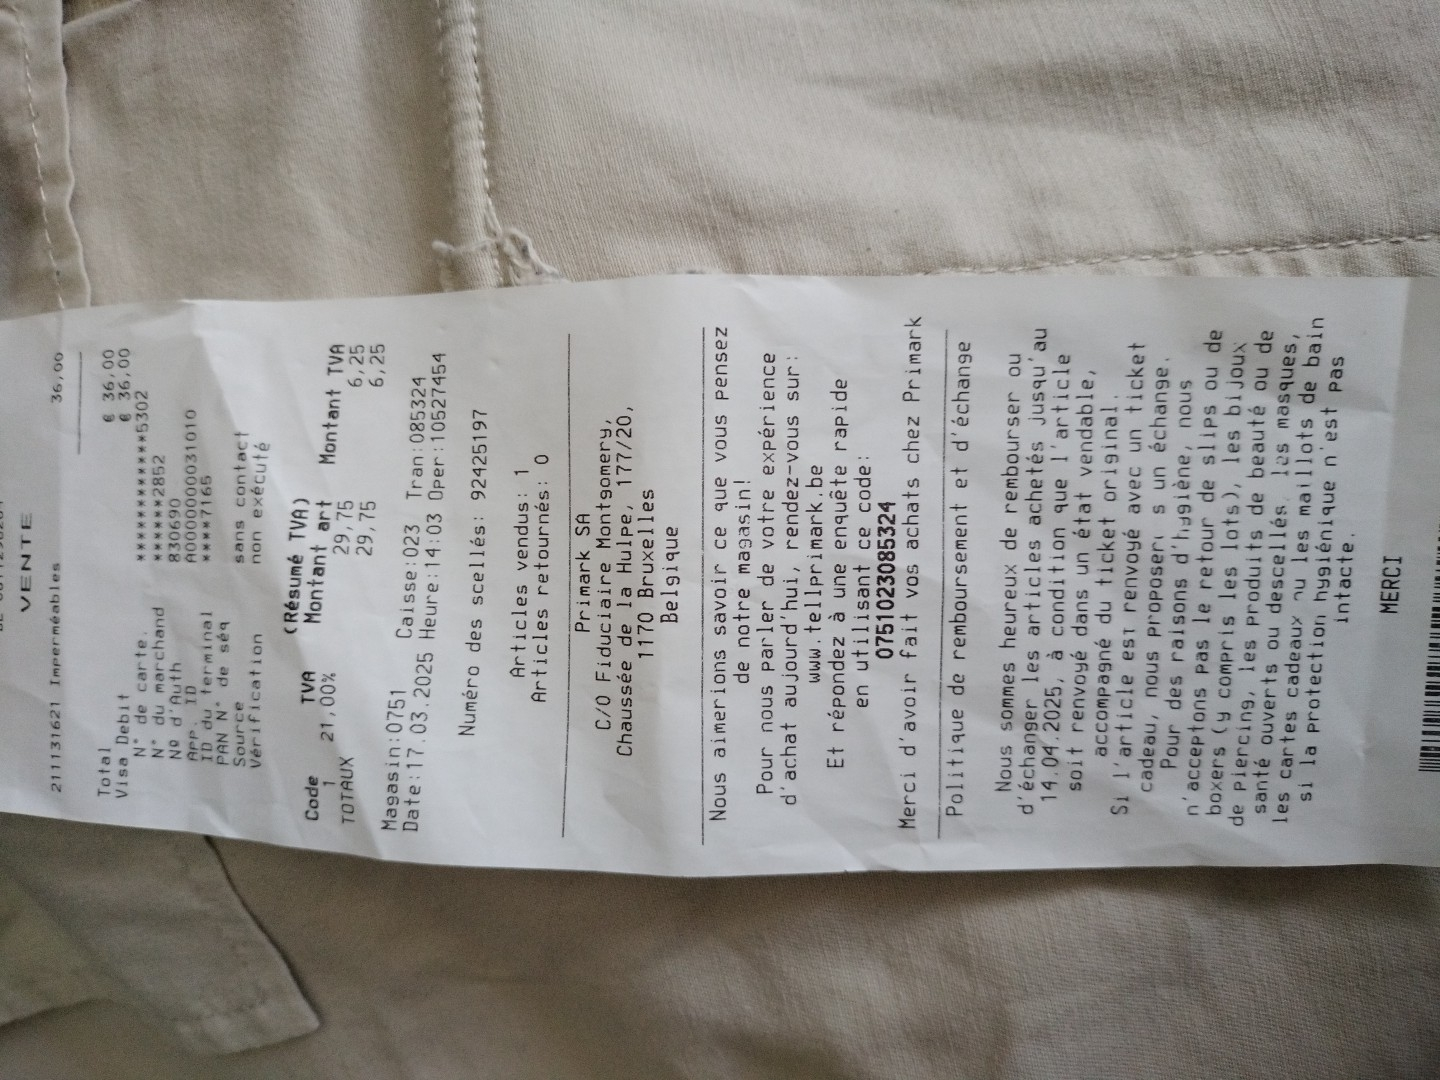 VENTE
211131621 Imperméables 36,00
Total € 36,00
Visa Debit € 36,00
N° de carte. ************5302
N° du marchand ******2852
No d'Auth 830690
App. ID A0000000031010
ID du terminal ****7165
PAN N° de séq
Source sans contact
Vérification non exécuté
(Résumé TVA)
Code TVA Montant art Montant TVA
1 21,00% 29,75 6,25
TOTAUX 29,75 6,25
Magasin:0751 Caisse:023 Tran:085324
Date:17.03.2025 Heure:14:03 Oper:10527454
Numéro des scellés: 92425197
Articles vendus: 1
Articles retournés: 0
Primark SA
C/O Fiduciaire Montgomery,
Chaussée de la Hulpe, 177/20,
1170 Bruxelles
Belgique
Nous aimerions savoir ce que vous pensez
de notre magasin!
Pour nous parler de votre expérience
d'achat aujourd'hui, rendez-vous sur:
www.tellprimark.be
Et répondez à une enquête rapide
en utilisant ce code:
0751023085324
Merci d'avoir fait vos achats chez Primark
Politique de remboursement et d'échange
Nous sommes heureux de rembourser ou
d'échanger les articles achetés jusqu'au
14.04.2025, à condition que l'article
soit renvoyé dans un état vendable,
accompagné du ticket original.
Si l'article est renvoyé avec un ticket
cadeau, nous un échange.
Pour des raisons d'hygiène, nous
n'acceptons pas le retour de slips ou de
boxers (y compris les lots), les bijoux
de piercing, les produits de beauté ou de
santé ouverts ou descellés, les masques,
les cartes cadeaux ou les maillots de bain
si la protection hygiénique n'est pas
intacte.
MERCI